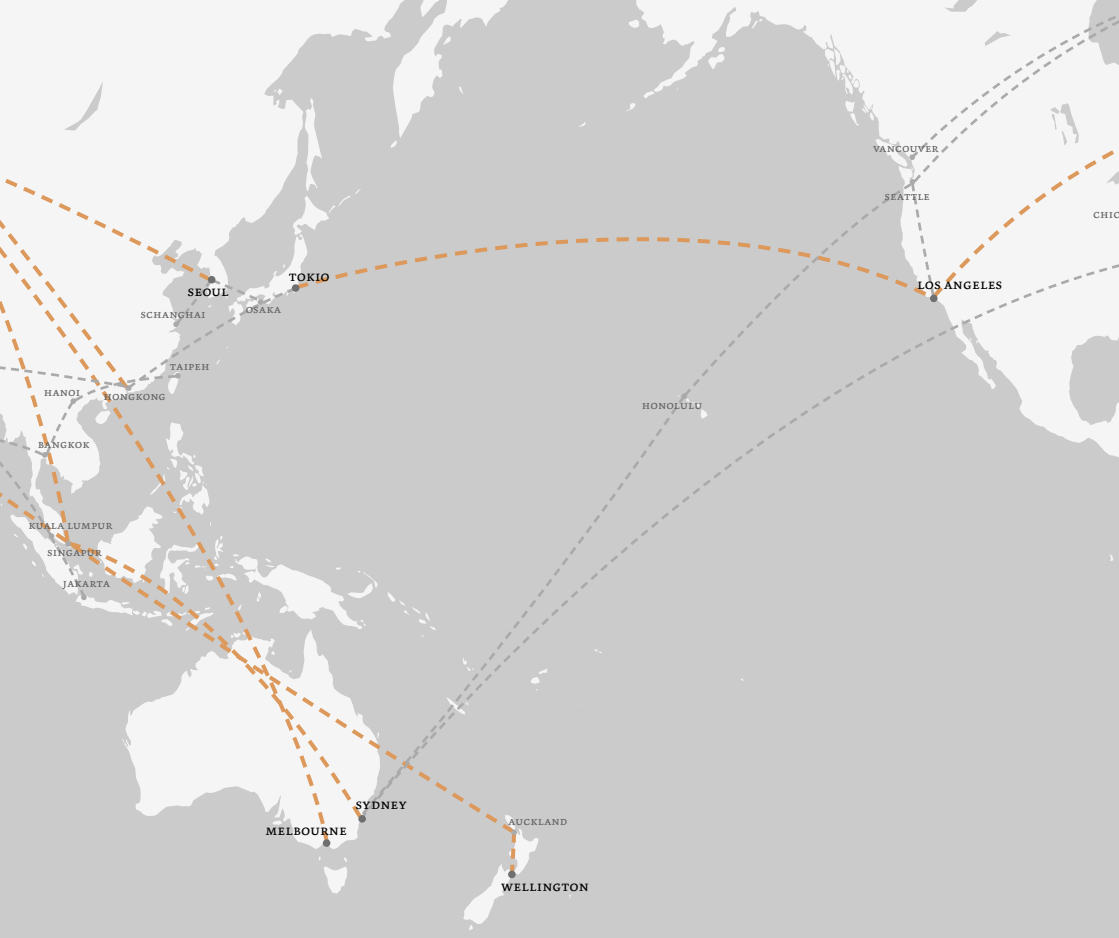 VANCOUVER
SEATTLE
CHIC
TOKIO
SEOUL
LOS ANGELES
OSAKA
SCHANGHAI
TAIPEH
HANOI
HONGKONG
HONOLULU
BANGKOK
KUALA LUMPUR
SINGAPUR
JAKARTA
SYDNEY
AUCKLAND
MELBOURNE
WELLINGTON